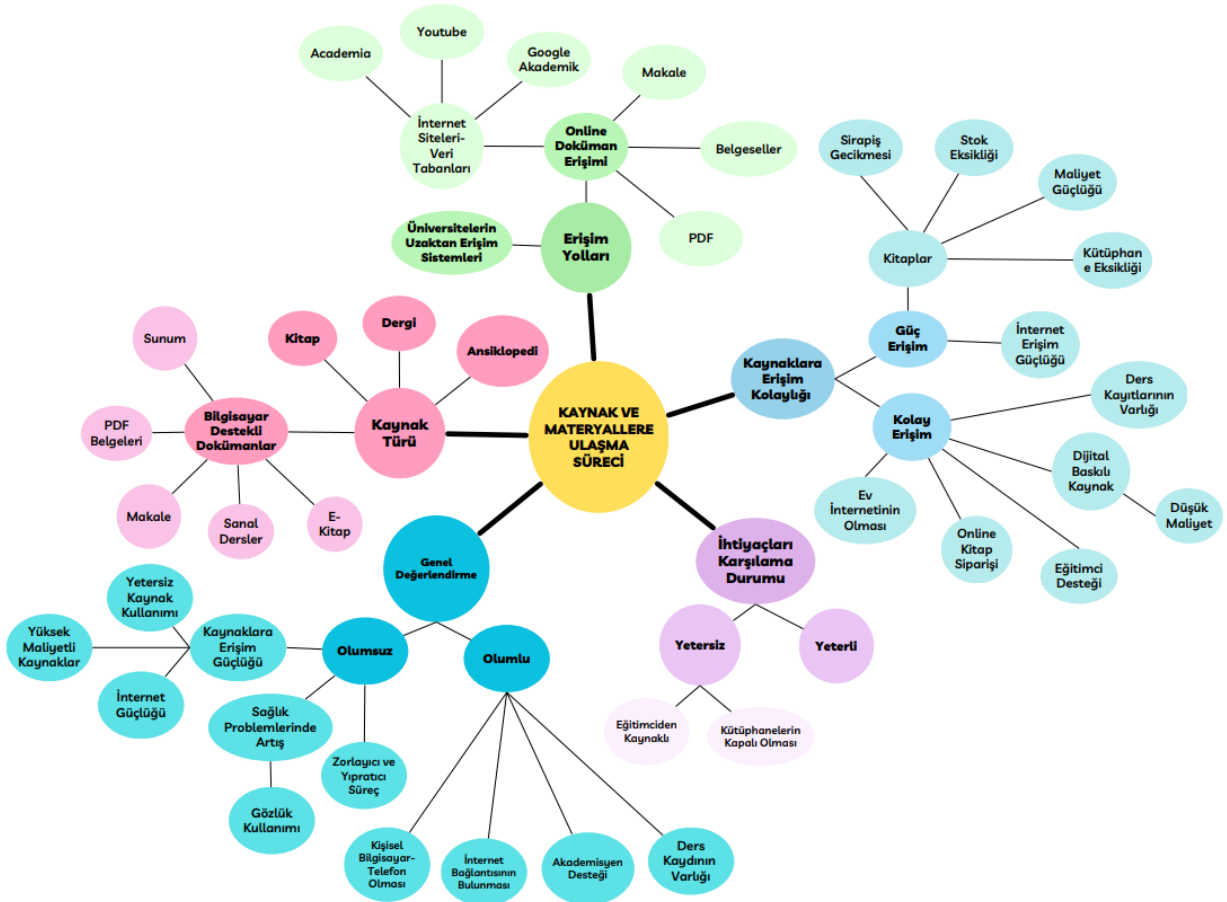 Academia
Youtube
Google
Akademik
Makale
İnternet
Siteleri-
Veri
Tabanları
Online
Doküman
Erişimi
Belgeseller
PDF
Üniversitelerin
Uzaktan Erişim
Sistemleri
Erişim
Yolları
Sirapiş
Gecikmesi
Stok
Eksikliği
Maliyet
Güçlüğü
Kitaplar
Kütüphan
e Eksikliği
Güç
Erişim
İnternet
Erişim
Güçlüğü
Kaynaklara
Erişim
Kolaylığı
Kolay
Erişim
Ders
Kayıtlarının
Varlığı
Dijital
Baskılı
Kaynak
Düşük
Maliyet
Ev
İnternetinin
Olması
Online
Kitap
Siparişi
Eğitimci
Desteği
Sunum
Kitap
Dergi
Ansiklopedi
PDF
Belgeleri
Bilgisayar
Destekli
Dokümanlar
Kaynak
Türü
Makale
Sanal
Dersler
E-
Kitap
KAYNAK VE
MATERYALLERE
ULAŞMA
SÜRECİ
Genel
Değerlendirme
İhtiyaçları
Karşılama
Durumu
Yetersiz
Yeterli
Eğitimciden
Kaynaklı
Kütüphanelerin
Kapalı Olması
Yetersiz
Kaynak
Kullanımı
Yüksek
Maliyetli
Kaynaklar
Kaynaklara
Erişim
Güçlüğü
İnternet
Güçlüğü
Olumsuz
Olumlu
Sağlık
Problemlerinde
Artış
Zorlayıcı ve
Yıpratıcı
Süreç
Gözlük
Kullanımı
Kişisel
Bilgisayar-
Telefon
Olması
İnternet
Bağlantısının
Bulunması
Akademisyen
Desteği
Ders
Kaydının
Varlığı